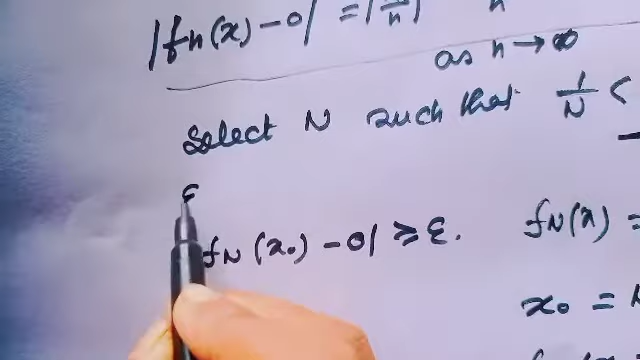 |fn(x) - 0| = |
as n → ∞
Select N such that 1/N <
|fN(x₀) - 0| ≥ ε. fN(x) =
x₀ =